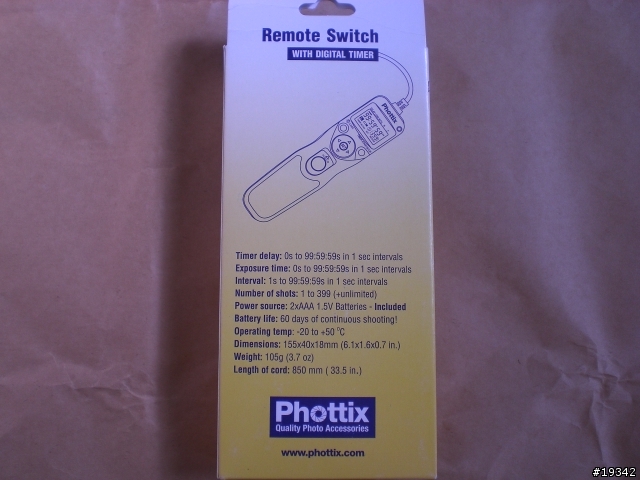 Remote Switch
WITH DIGITAL TIMER
Phottix
Timer delay: 0s to 99:59:59s in 1 sec intervals
Exposure time: 0s to 99:59:59s in 1 sec intervals
Interval: 1s to 99:59:59s in 1 sec intervals
Number of shots: 1 to 399 (+unlimited)
Power source: 2xAAA 1.5V Batteries - Included
Battery life: 60 days of continuous shooting!
Operating temp: -20 to +50 °C
Dimensions: 155x40x18mm (6.1x1.6x0.7 in.)
Weight: 105g (3.7 oz)
Length of cord: 850 mm ( 33.5 in.)
Phottix
Quality Photo Accessories
www.phottix.com
#19342